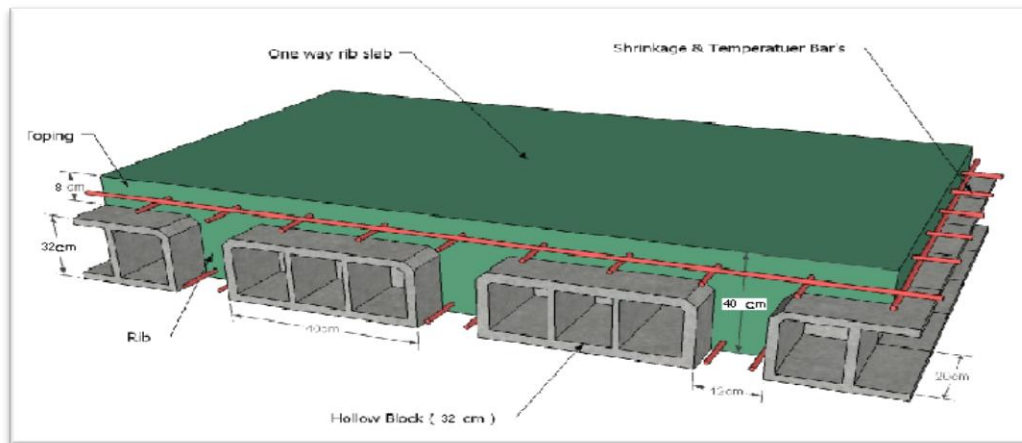 One way rib slab
Shrinkage & Temperatuer Bar's
Toping
8 cm
32cm
40 cm
40cm
Rib
12cm
20cm
Hollow Block ( 32 cm )